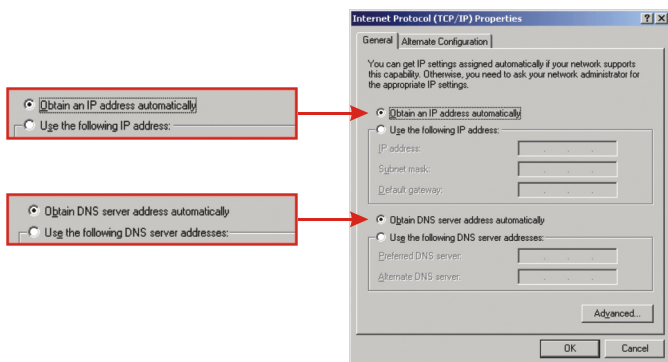 Internet Protocol (TCP/IP) Properties
General
Alternate Configuration
You can get IP settings assigned automatically if your network supports
this capability. Otherwise, you need to ask your network administrator for
the appropriate IP settings.
Obtain an IP address automatically
Use the following IP address:
IP address:
Subnet mask:
Default gateway:
Obtain DNS server address automatically
Use the following DNS server addresses:
Preferred DNS server:
Alternate DNS server:
Advanced...
OK
Cancel
Obtain an IP address automatically
Use the following IP address:
Obtain DNS server address automatically
Use the following DNS server addresses: